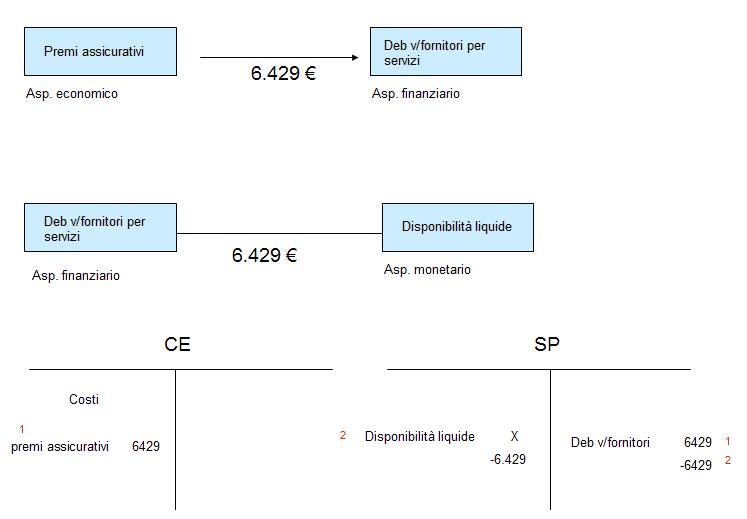 Premi assicurativi
Deb v/fornitori per
servizi
6.429 €
Asp. economico
Asp. finanziario
Deb v/fornitori per
servizi
Disponibilità liquide
6.429 €
Asp. finanziario
Asp. monetario
CE
SP
Costi
1
premi assicurativi 6429
2 Disponibilità liquide X
-6.429
Deb v/fornitori 6429 1
-6429 2